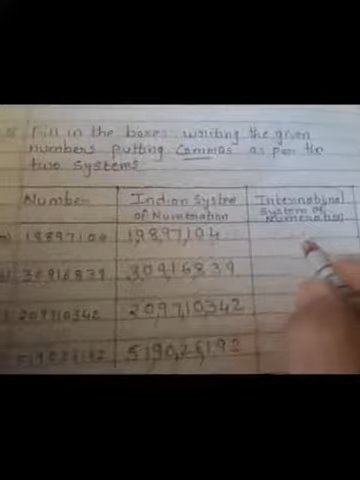 Fill in the boxes writing the given
numbers putting Commas as per the
two systems
Number Indian System of Numeration International System of Numeration
19897104 1,98,97,104
30916839 3,09,16,839
209710342 20,97,10,342
519026192 51,90,26,192